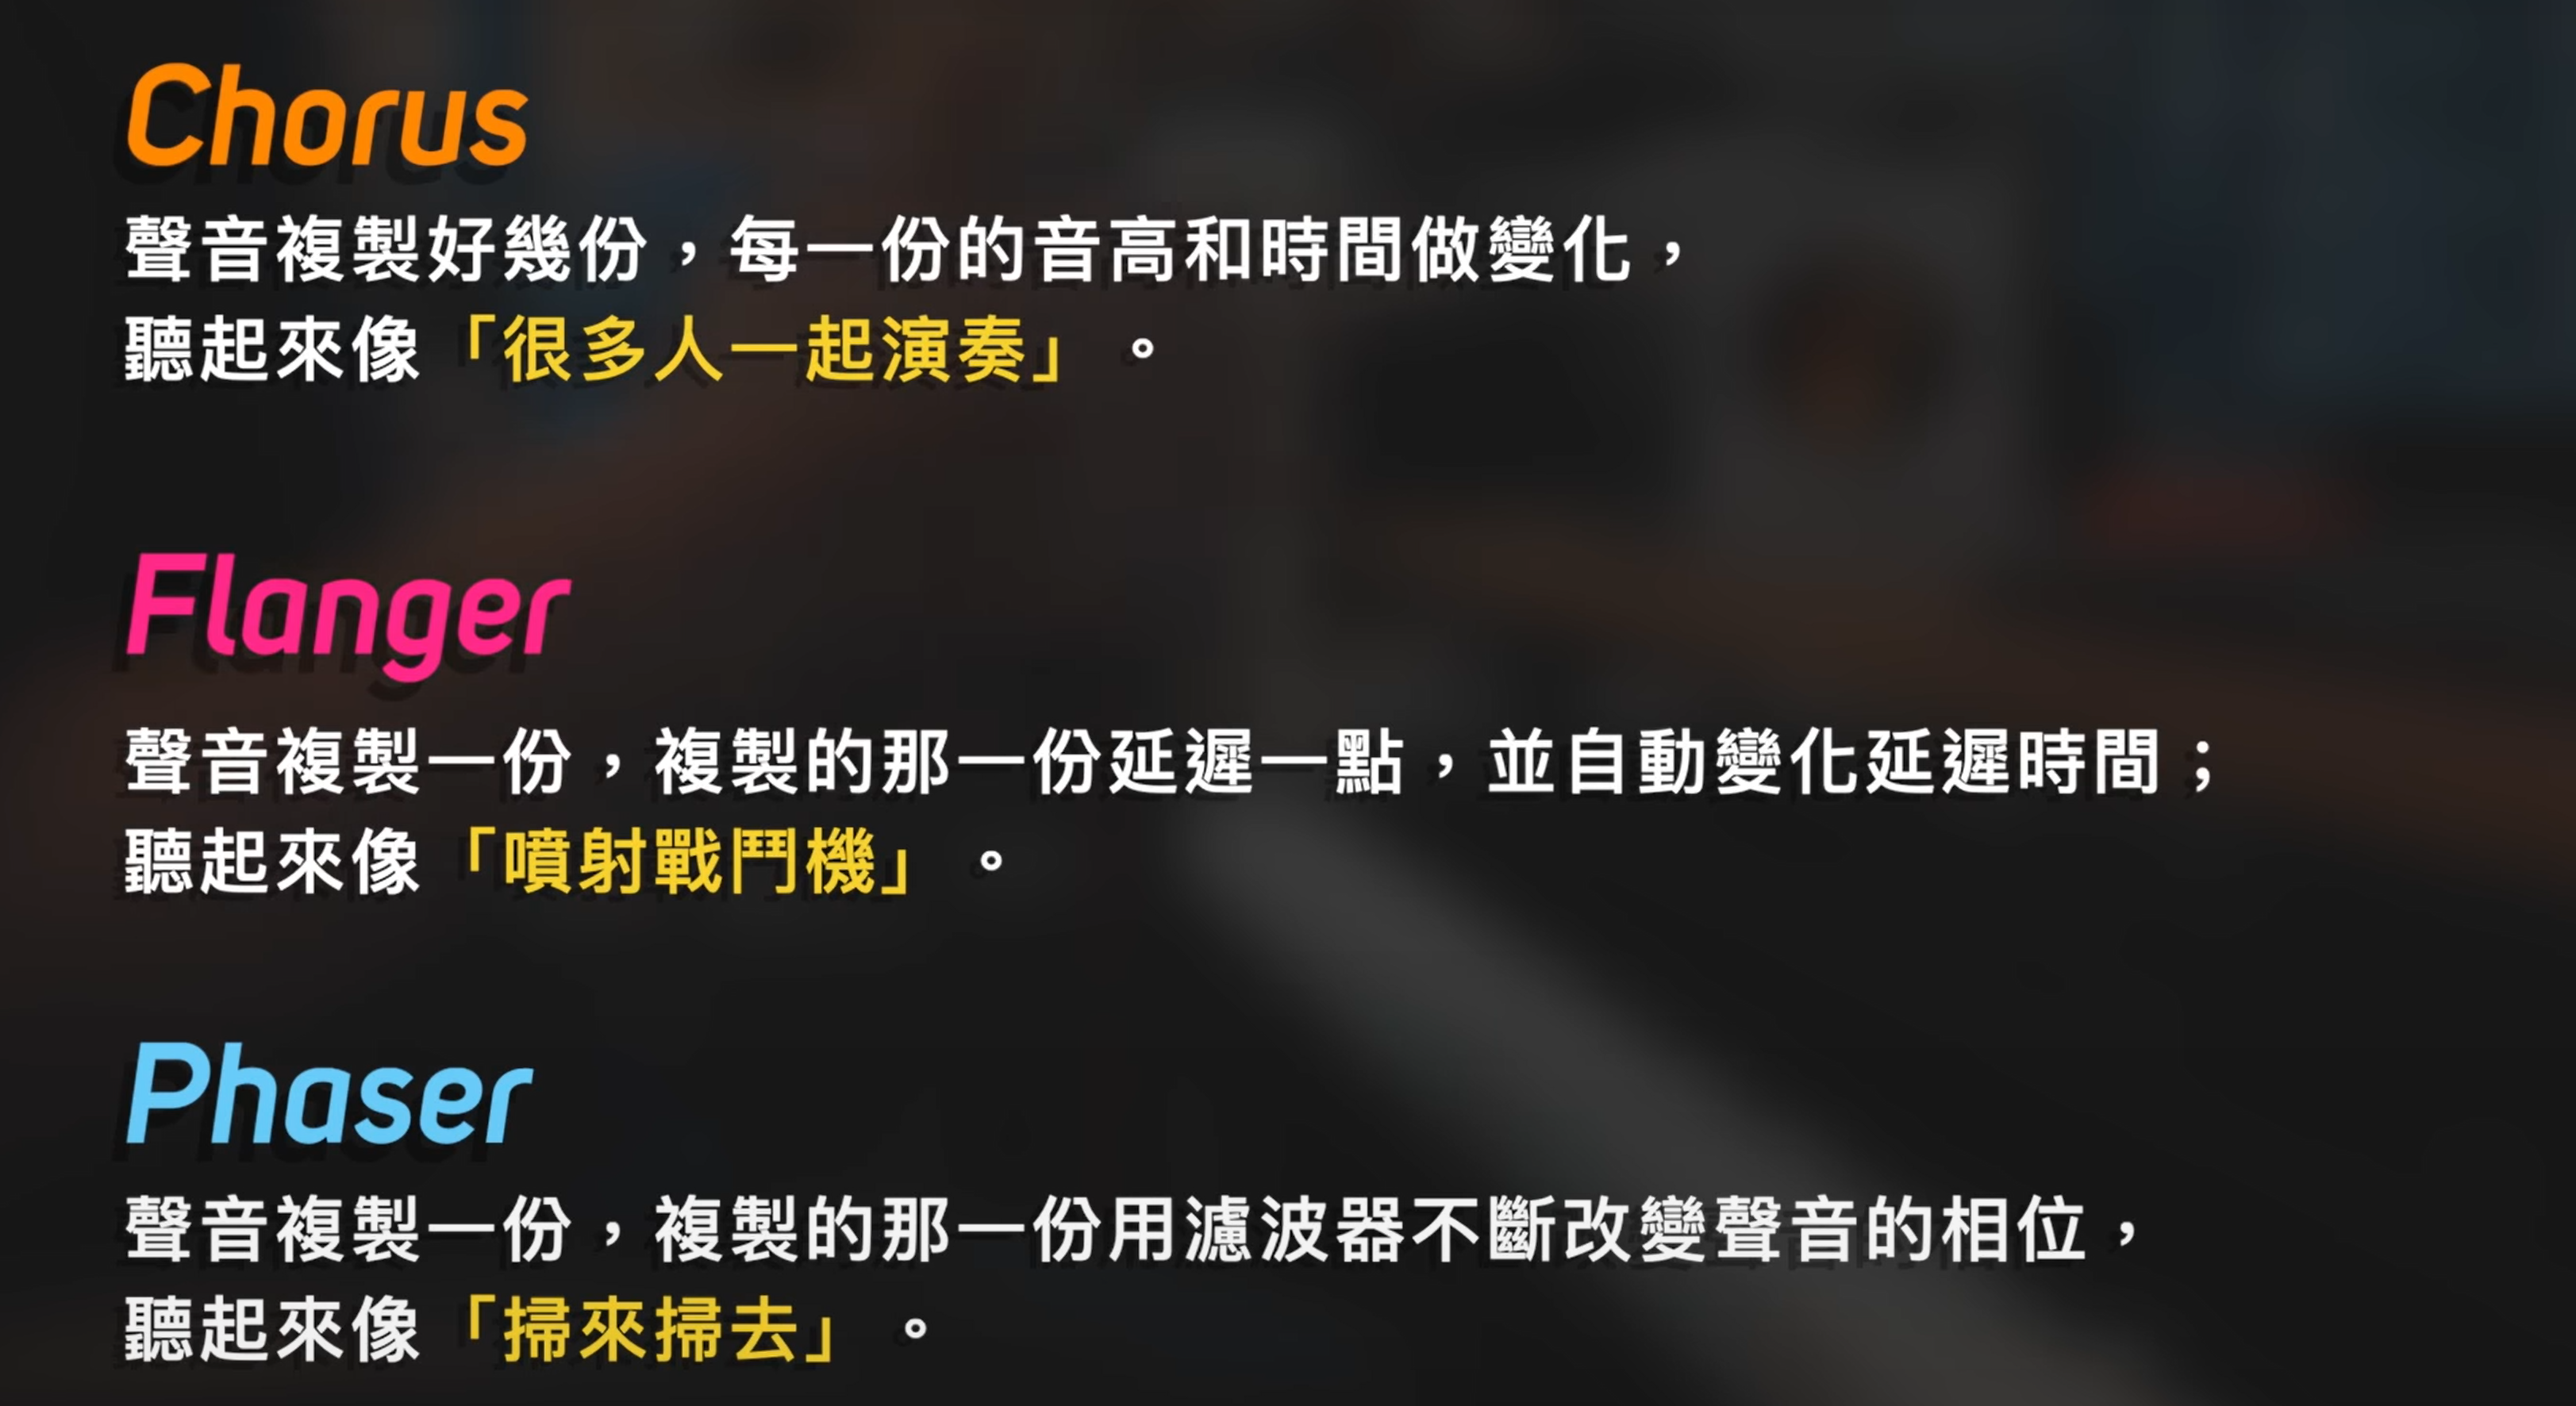 Chorus
聲音複製好幾份，每一份的音高和時間做變化，
聽起來像「很多人一起演奏」。
Flanger
聲音複製一份，複製的那一份延遲一點，並自動變化延遲時間；
聽起來像「噴射戰鬥機」。
Phaser
聲音複製一份，複製的那一份用濾波器不斷改變聲音的相位，
聽起來像「掃來掃去」。